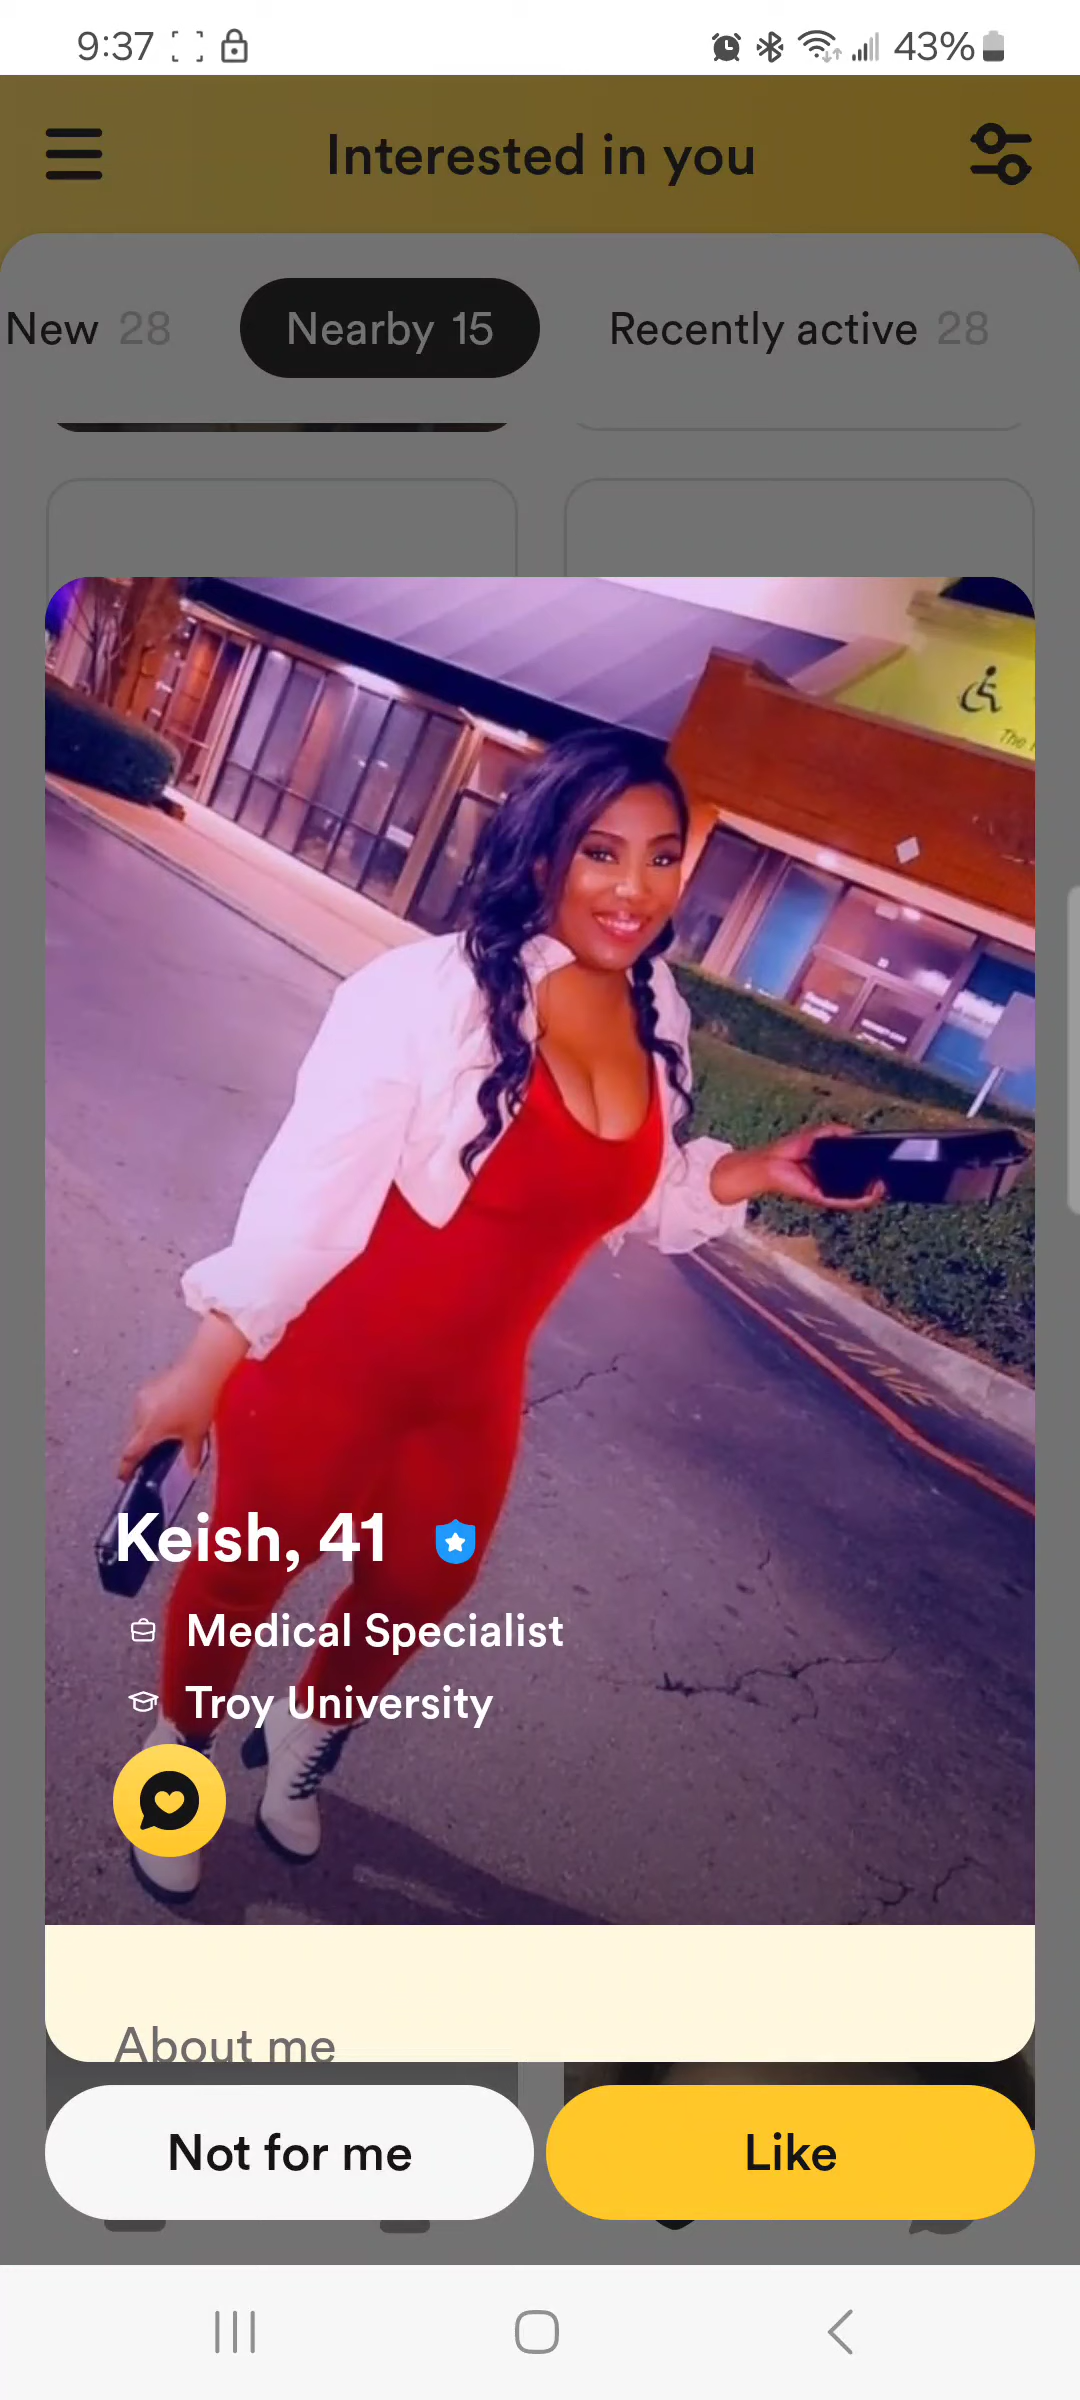 9:37 43%
Interested in you
New 28 Nearby 15 Recently active 28
The
Keish, 41
Medical Specialist
Troy University
About me
Not for me Like